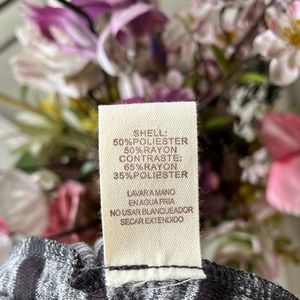 SHELL:
50%POLIESTER
50%RAYON
CONTRASTE:
65%RAYON
35%POLIESTER
LAVAR A MANO
EN AGUA FRIA
NO USAR BLANQUEADOR
SECAR EXTENDIDO